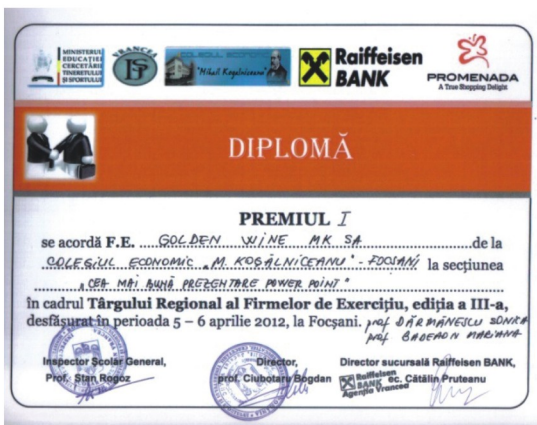 MINISTERUL
EDUCAȚIEI
CERCETĂRII
TINERETULUI
ȘI SPORTULUI
VRANCEA
COLEGIUL ECONOMIC
"Mihail Kogalniceanu"
Raiffeisen
BANK
PROMENADA
A True Shopping Delight
DIPLOMĂ
PREMIUL I
se acordă F.E. GOLDEN WINE MK SA de la
COLEGIUL ECONOMIC „M. KOGĂLNICEANU" - FOCȘANI la secțiunea
„CEA MAI BUNĂ PREZENTARE POWER POINT"
în cadrul Târgului Regional al Firmelor de Exercițiu, ediția a III-a,
desfășurat în perioada 5 – 6 aprilie 2012, la Focșani. prof DĂRMĂNESCU
prof MARIANA
Inspector Școlar General,
Prof. Stan Rogoz
Director,
prof. Ciubotaru Bogdan
Director sucursală Raiffeisen BANK,
ec. Cătălin Pruteanu
Raiffeisen
BANK
Agenția Vrancea